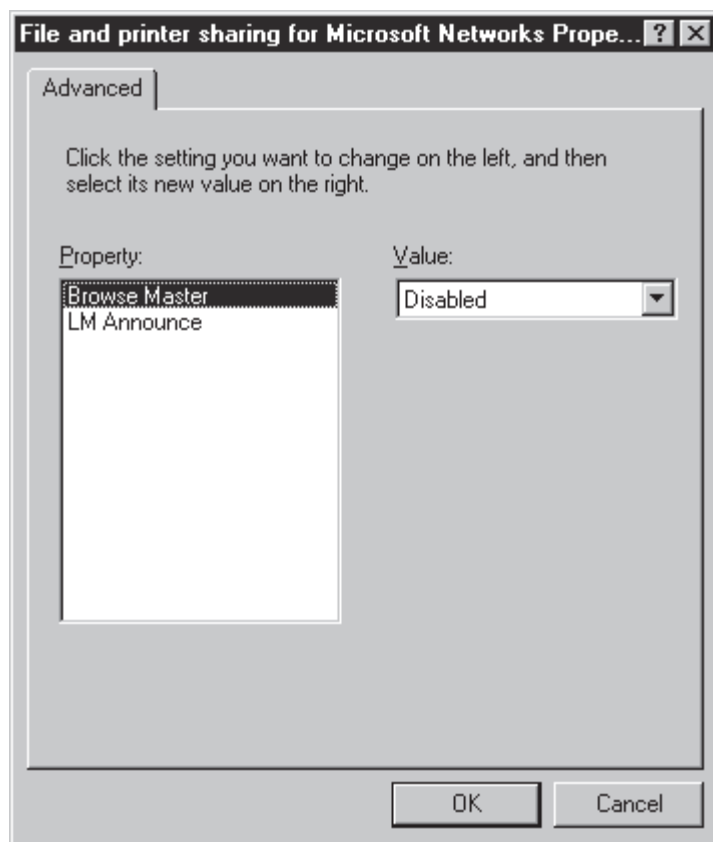 File and printer sharing for Microsoft Networks Prope... ? ×
Advanced
Click the setting you want to change on the left, and then
select its new value on the right.
Property:
Value:
Browse Master
LM Announce
Disabled
OK
Cancel